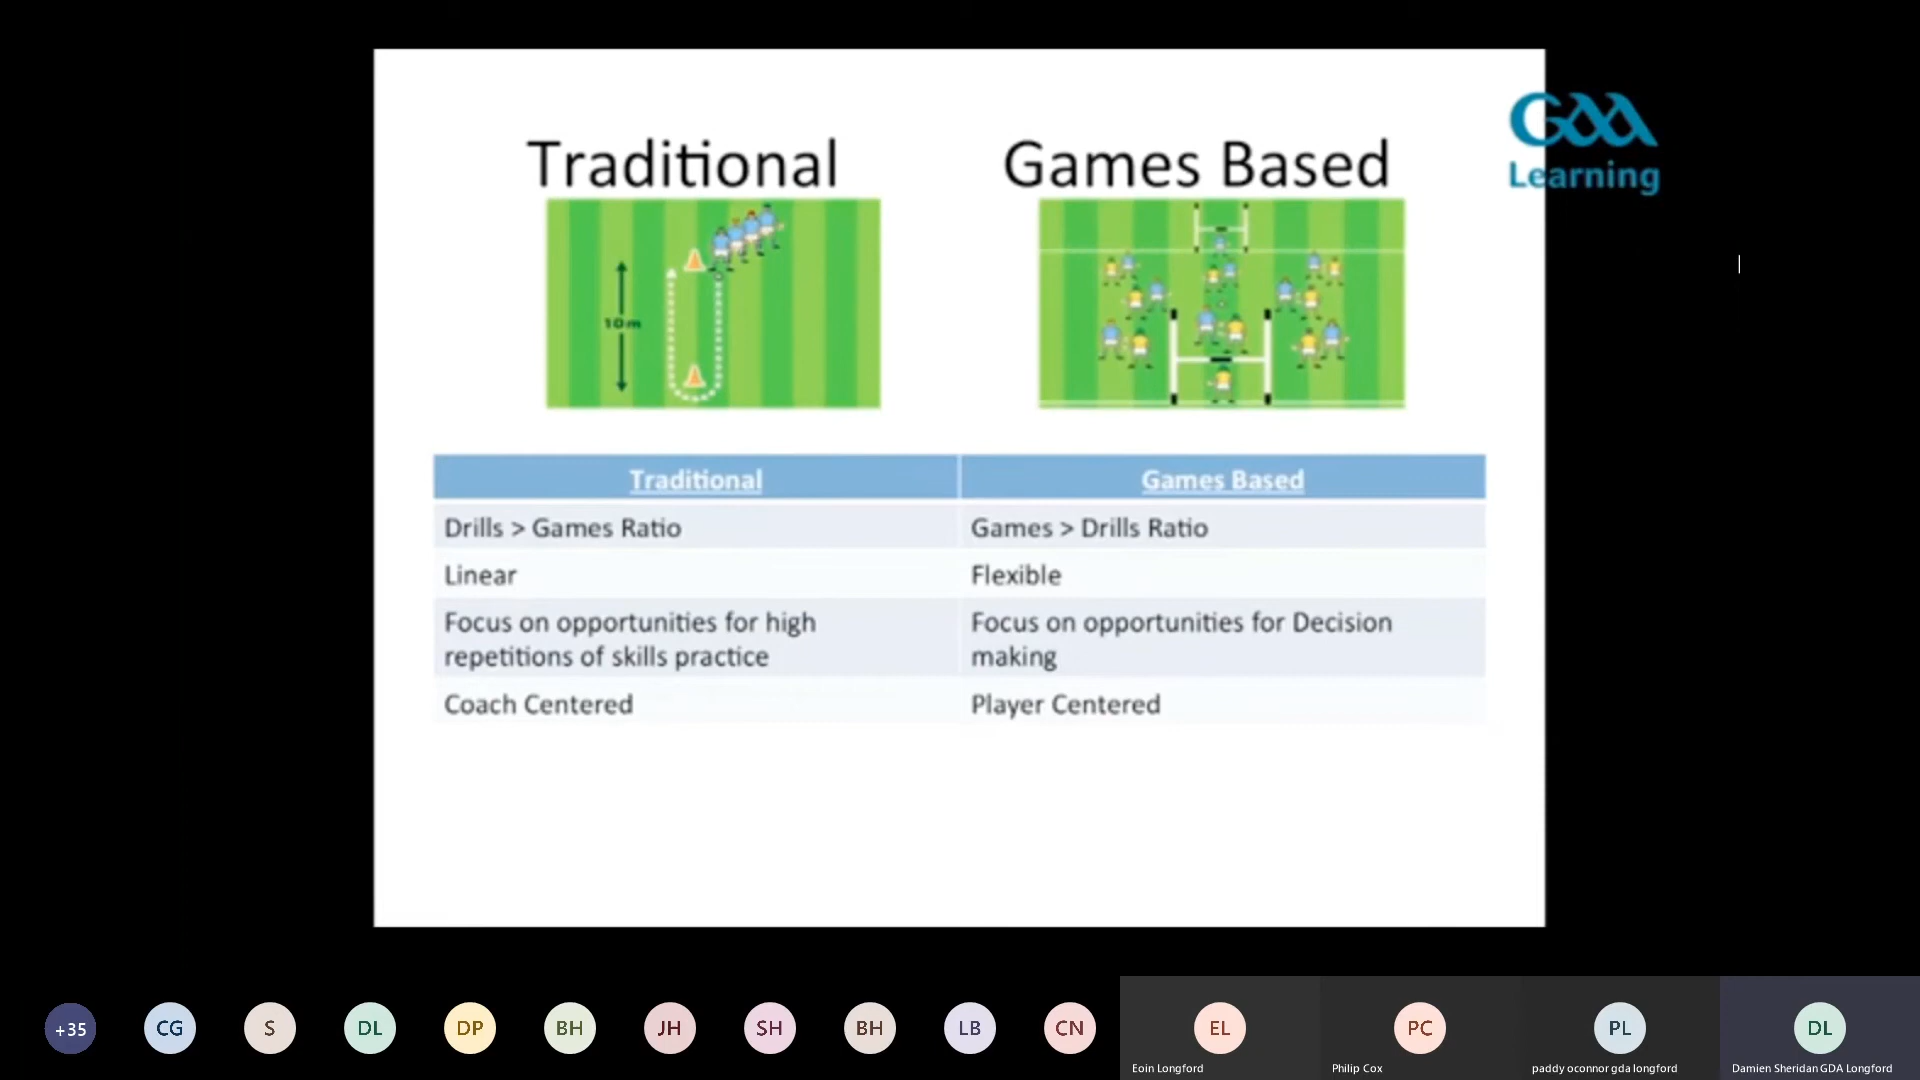 GAA
Learning
Traditional
Games Based
10m
Traditional
Games Based
Drills > Games Ratio
Games > Drills Ratio
Linear
Flexible
Focus on opportunities for high
repetitions of skills practice
Focus on opportunities for Decision
making
Coach Centered
Player Centered
+35
CG
S
DL
DP
BH
JH
SH
BH
LB
CN
EL
PC
PL
DL
Eoin Longford
Philip Cox
paddy oconnor gda longford
Damien Sheridan GDA Longford